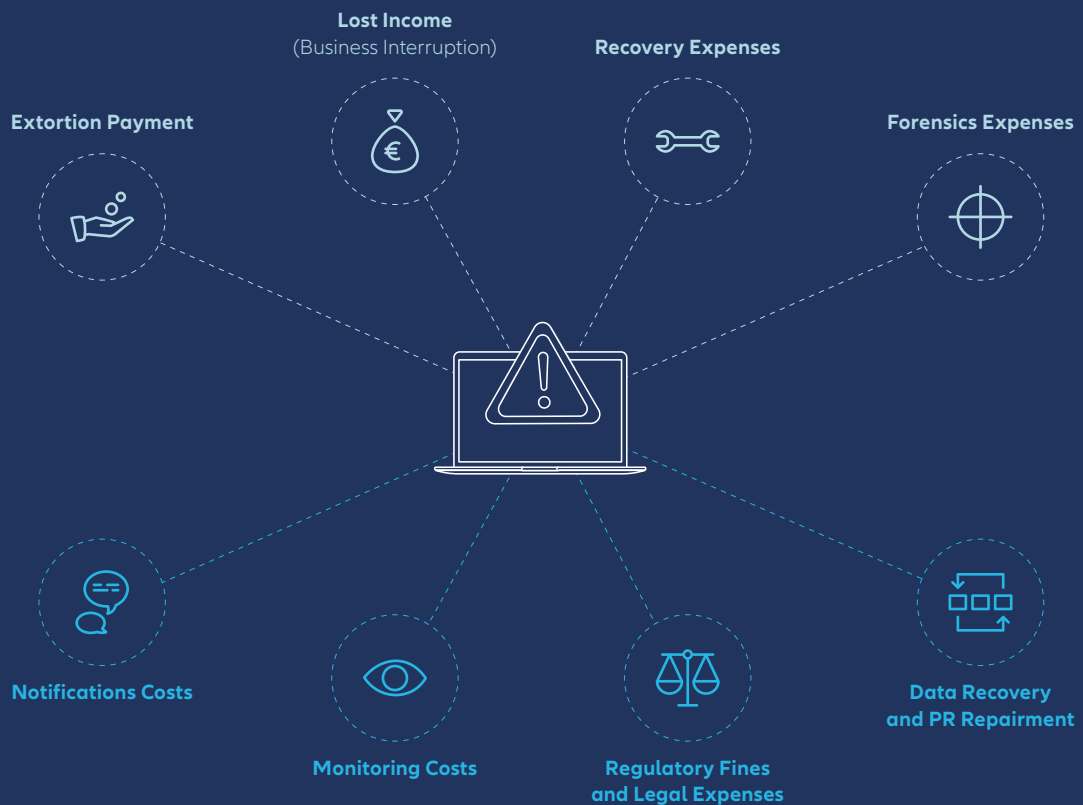 Lost Income
(Business Interruption)
Recovery Expenses
Extortion Payment
Forensics Expenses
€
Notifications Costs
Data Recovery
and PR Repairment
Monitoring Costs
Regulatory Fines
and Legal Expenses